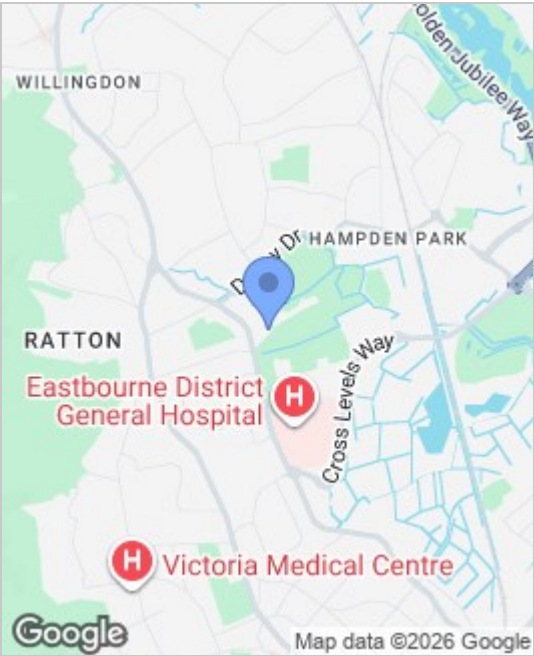 olden Jubilee Way
WILLINGDON
HAMPDEN PARK
RATTON
Cross Levels Way
Eastbourne District
General Hospital
H
H
Victoria Medical Centre
Google
Map data ©2026 Google